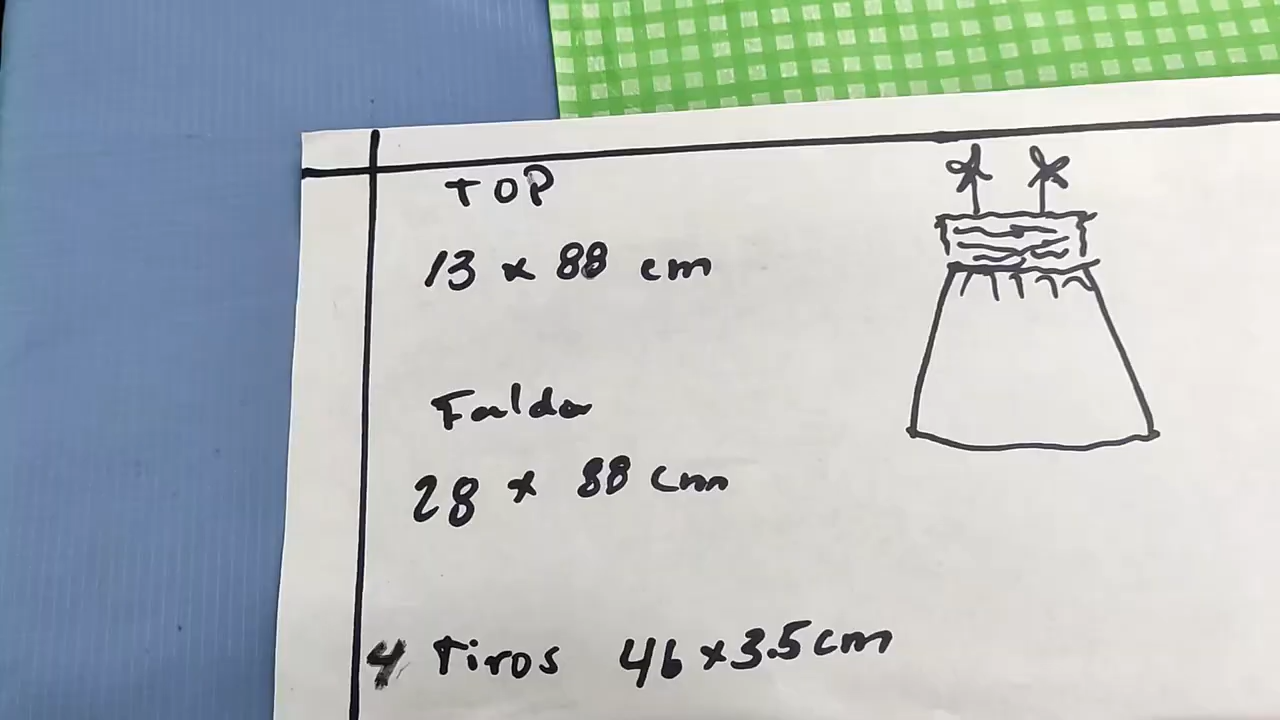 TOP
13 x 88 cm
Falda
28 x 88 cm
4 Tiros 46 x 3.5 cm